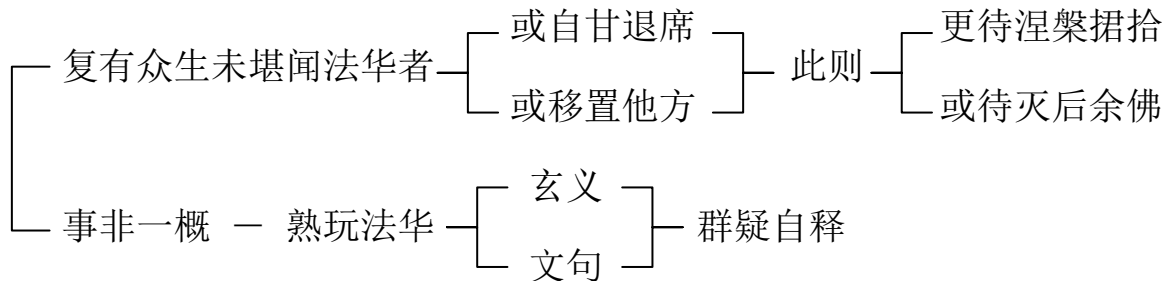 或自甘退席
更待涅槃捃拾
复有众生未堪闻法华者
此则
或移置他方
或待灭后余佛
玄义
事非一概 － 熟玩法华
群疑自释
文句